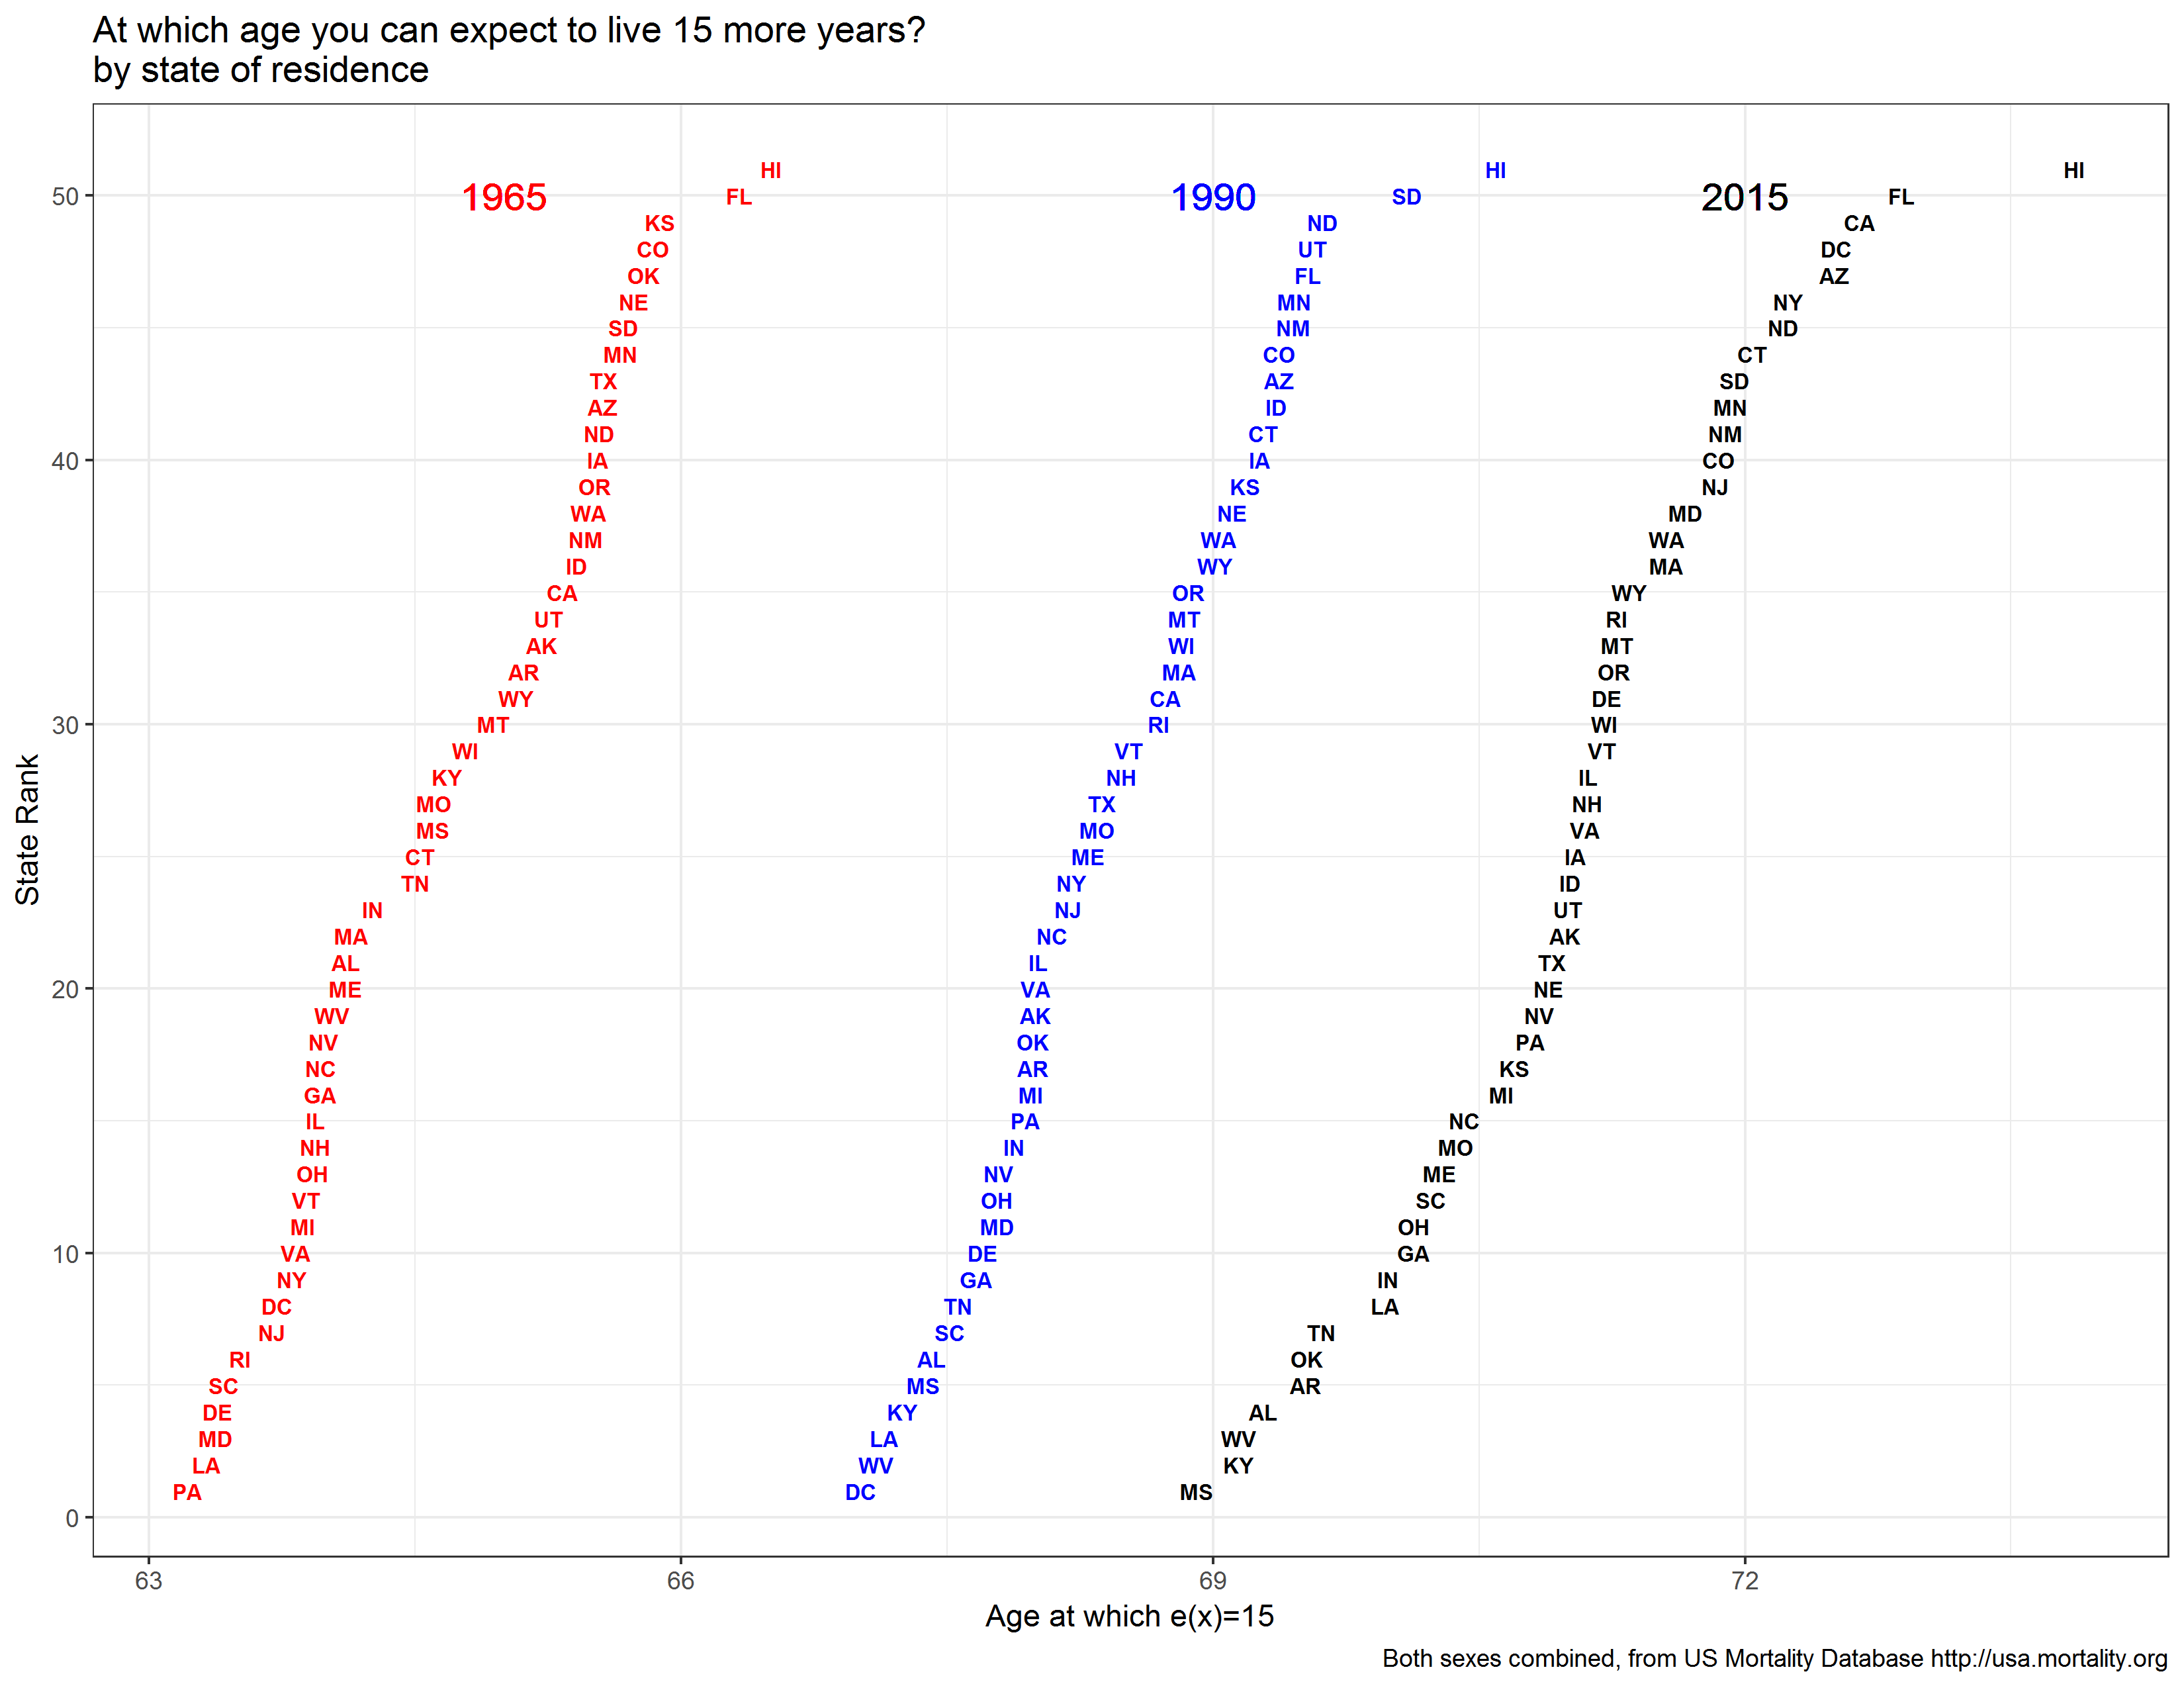 At which age you can expect to live 15 more years?
by state of residence
1965
1990
2015
HI HI HI
50 FL SD FL
KS ND CA
CO UT DC
OK FL AZ
NE MN NY
SD NM ND
MN CO CT
TX AZ SD
AZ ID MN
ND CT NM
40 IA IA CO
OR KS NJ
WA NE MD
NM WA WA
ID WY MA
CA OR WY
UT MT RI
AK WI MT
AR MA OR
WY CA DE
30 MT RI WI
WI VT VT
KY NH IL
MO TX NH
MS MO VA
CT ME IA
TN NY ID
IN NJ UT
MA NC AK
AL IL TX
20 ME VA NE
WV AK NV
NV OK PA
NC AR KS
GA MI MI
IL PA NC
NH IN MO
OH NV ME
VT OH SC
MI MD OH
10 VA DE GA
NY GA IN
DC TN LA
NJ SC TN
RI AL OK
SC MS AR
DE KY AL
MD LA WV
LA WV KY
PA DC MS
0
State Rank
63 66 69 72
Age at which e(x)=15
Both sexes combined, from US Mortality Database http://usa.mortality.org